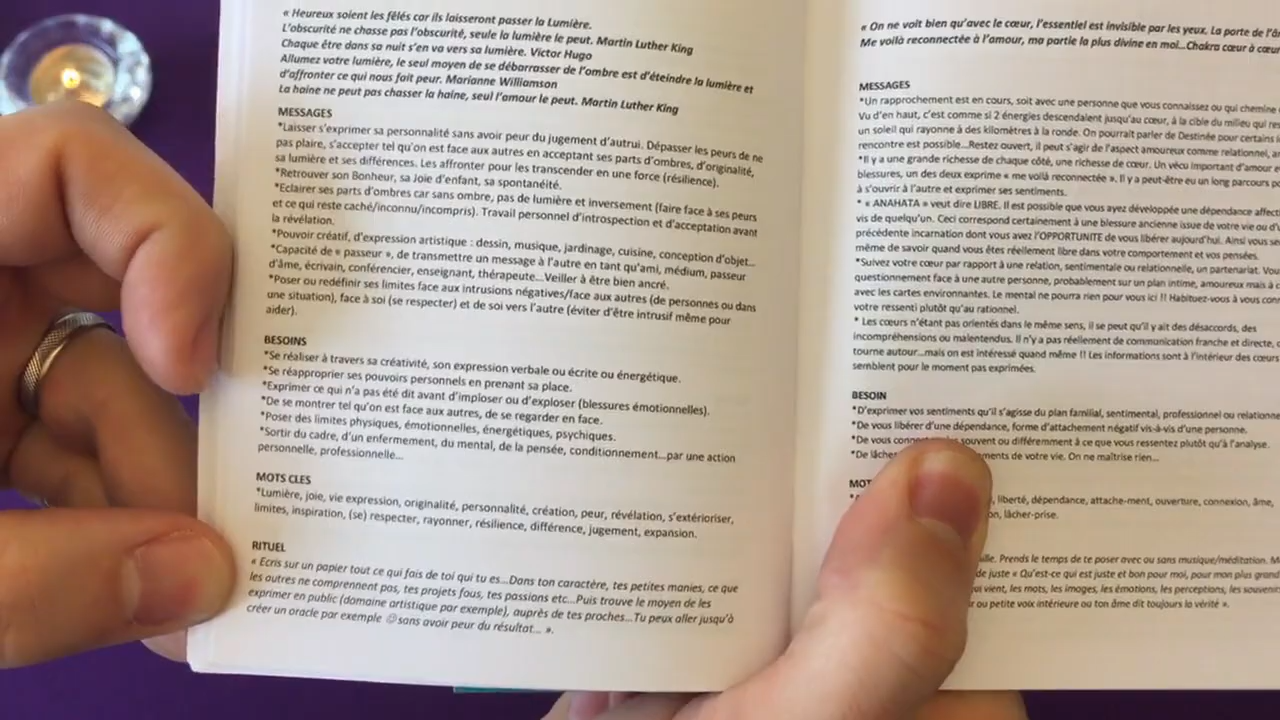 « Heureux soient les fêlés car ils laisseront passer la Lumière.
L'obscurité ne chasse pas l'obscurité, seule la lumière le peut. Martin Luther King
Chaque être dans sa nuit s'en va vers sa lumière. Victor Hugo
Allumez votre lumière, le seul moyen de se débarrasser de l'ombre est d'éteindre la lumière et
d'affronter ce qui nous fait peur. Marianne Williamson
La haine ne peut pas chasser la haine, seul l'amour le peut. Martin Luther King
MESSAGES
*Laisser s'exprimer sa personnalité sans avoir peur du jugement d'autrui. Dépasser les peurs de ne
pas plaire, s'accepter tel qu'on est face aux autres en acceptant ses parts d'ombres, d'originalité,
sa lumière et ses différences. Les affronter pour les transcender en une force (résilience).
*Retrouver son Bonheur, sa Joie d'enfant, sa spontanéité.
*Eclairer ses parts d'ombres car sans ombre, pas de lumière et inversement (faire face à ses peurs
et ce qui reste caché/inconnu/incompris). Travail personnel d'introspection et d'acceptation avant
la révélation.
*Pouvoir créatif, d'expression artistique : dessin, musique, jardinage, cuisine, conception d'objet...
*Capacité de « passeur », de transmettre un message à l'autre en tant qu'ami, médium, passeur
d'âme, écrivain, conférencier, enseignant, thérapeute...Veiller à être bien ancré.
*Poser ou redéfinir ses limites face aux intrusions négatives/face aux autres (de personnes ou dans
une situation), face à soi (se respecter) et de soi vers l'autre (éviter d'être intrusif même pour
aider).
BESOINS
*Se réaliser à travers sa créativité, son expression verbale ou écrite ou énergétique.
*Se réapproprier ses pouvoirs personnels en prenant sa place.
*Exprimer ce qui n'a pas été dit avant d'imploser ou d'exploser (blessures émotionnelles).
*De se montrer tel qu'on est face aux autres, de se regarder en face.
*Poser des limites physiques, émotionnelles, énergétiques, psychiques.
*Sortir du cadre, d'un enfermement, du mental, de la pensée, conditionnement...par une action
personnelle, professionnelle...
MOTS CLES
*Lumière, joie, vie expression, originalité, personnalité, création, peur, révélation, s'extérioriser,
limites, inspiration, (se) respecter, rayonner, résilience, différence, jugement, expansion.
RITUEL
« Ecris sur un papier tout ce qui fais de toi qui tu es...Dans ton caractère, tes petites manies, ce que
les autres ne comprennent pas, tes projets fous, tes passions etc...Puis trouve le moyen de les
exprimer en public (domaine artistique par exemple), auprès de tes proches...Tu peux aller jusqu'à
créer un oracle par exemple ☺sans avoir peur du résultat... ».
« On ne voit bien qu'avec le cœur, l'essentiel est invisible par les yeux. La porte de l'
Me voilà reconnectée à l'amour, ma partie la plus divine en moi...Chakra cœur à
MESSAGES
*Un rapprochement est en cours, soit avec une personne que vous connaissez ou qui chemine
Vu d'en haut, c'est comme si 2 énergies descendaient jusqu'au cœur, à la cible du milieu qui
un soleil qui rayonne à des kilomètres à la ronde. On pourrait parler de Destinée pour certains
rencontre est possible...Restez ouvert, il peut s'agir de l'aspect amoureux comme relationnel,
*Il y a une grande richesse de chaque côté, une richesse de cœur. Un vécu important d'amour
blessures, un des deux exprime « me voilà reconnectée ». Il y a peut-être eu un long parcours
à s'ouvrir à l'autre et exprimer ses sentiments.
* « ANAHATA » veut dire LIBRE. Il est possible que vous ayez développée une dépendance
vis de quelqu'un. Ceci correspond certainement à une blessure ancienne issue de votre vie ou
précédente incarnation dont vous avez l'OPPORTUNITE de vous libérer aujourd'hui. Ainsi vous
même de savoir quand vous êtes réellement libre dans votre comportement et vos pensées.
*Suivez votre cœur par rapport à une relation, sentimentale ou relationnelle, un partenariat.
questionnement face à une autre personne, probablement sur un plan intime, amoureux mais à
avec les cartes environnantes. Le mental ne pourra rien pour vous ici !! Habituez-vous à vous
votre ressenti plutôt qu'au rationnel.
* Les cœurs n'étant pas orientés dans le même sens, il se peut qu'il y ait des désaccords, des
incompréhensions ou malentendus. Il n'y a pas réellement de communication franche et directe,
tourne autour...mais on est intéressé quand même !! Les informations sont à l'intérieur des cœurs
semblent pour le moment pas exprimées.
BESOIN
*D'exprimer vos sentiments qu'il s'agisse du plan familial, sentimental, professionnel ou
*De vous libérer d'une dépendance, forme d'attachement négatif vis-à-vis d'une personne.
*De vous souvent ou différemment à ce que vous ressentez plutôt qu'à l'analyse.
*De de votre vie. On ne maîtrise rien...
liberté, dépendance, attache-ment, ouverture, connexion, âme,
lâcher-prise.
Prends le temps de te poser avec ou sans musique/méditation.
de juste « Qu'est-ce qui est juste et bon pour moi, pour mon plus
vient, les mots, les images, les émotions, les perceptions, les
ou petite voix intérieure ou ton âme dit toujours la vérité ».